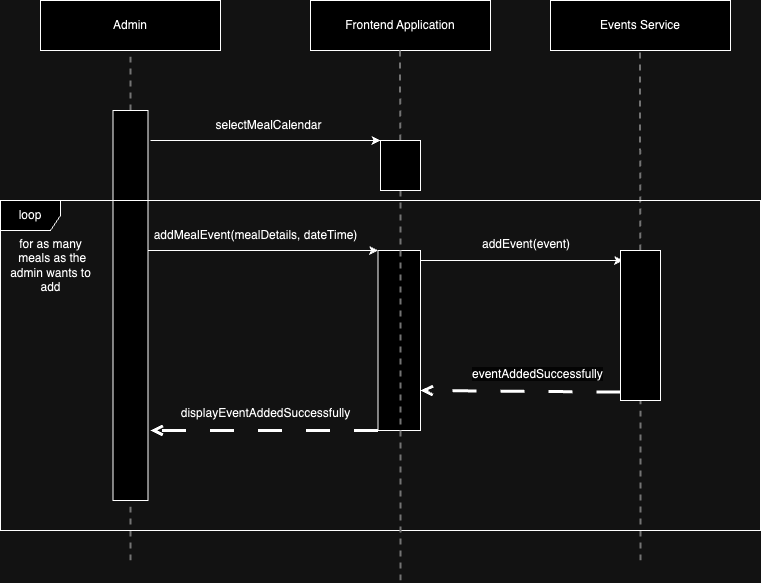 Admin
Frontend Application
Events Service
selectMealCalendar
loop
for as many
meals as the
admin wants to
add
addMealEvent(mealDetails, dateTime)
addEvent(event)
eventAddedSuccessfully
displayEventAddedSuccessfully